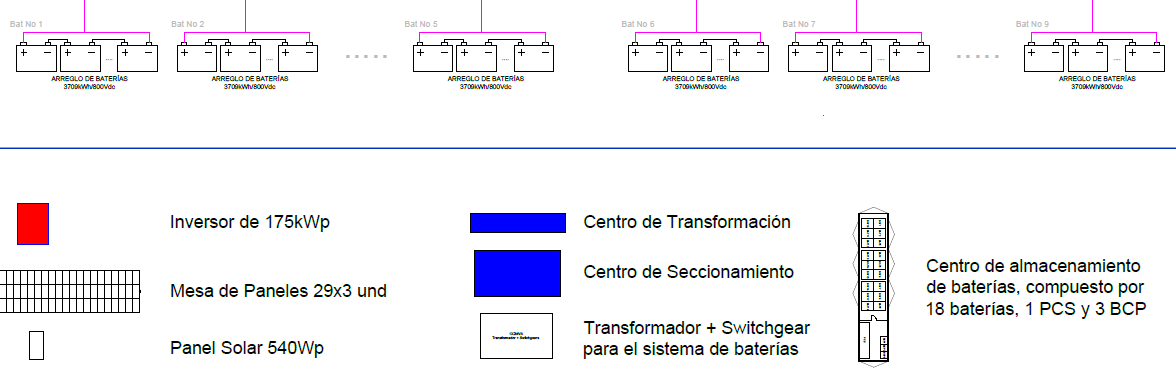 Bat No 1
Bat No 2
Bat No 5
Bat No 6
Bat No 7
Bat No 9
ARREGLO DE BATERÍAS
3709kWh/800Vdc
ARREGLO DE BATERÍAS
3709kWh/800Vdc
ARREGLO DE BATERÍAS
3709kWh/800Vdc
ARREGLO DE BATERÍAS
3709kWh/800Vdc
ARREGLO DE BATERÍAS
3709kWh/800Vdc
ARREGLO DE BATERÍAS
3709kWh/800Vdc
Inversor de 175kWp
Mesa de Paneles 29x3 und
Panel Solar 540Wp
Centro de Transformación
Centro de Seccionamiento
Transformador + Switchgears
Transformador + Switchgear
para el sistema de baterías
Centro de almacenamiento
de baterías, compuesto por
18 baterías, 1 PCS y 3 BCP